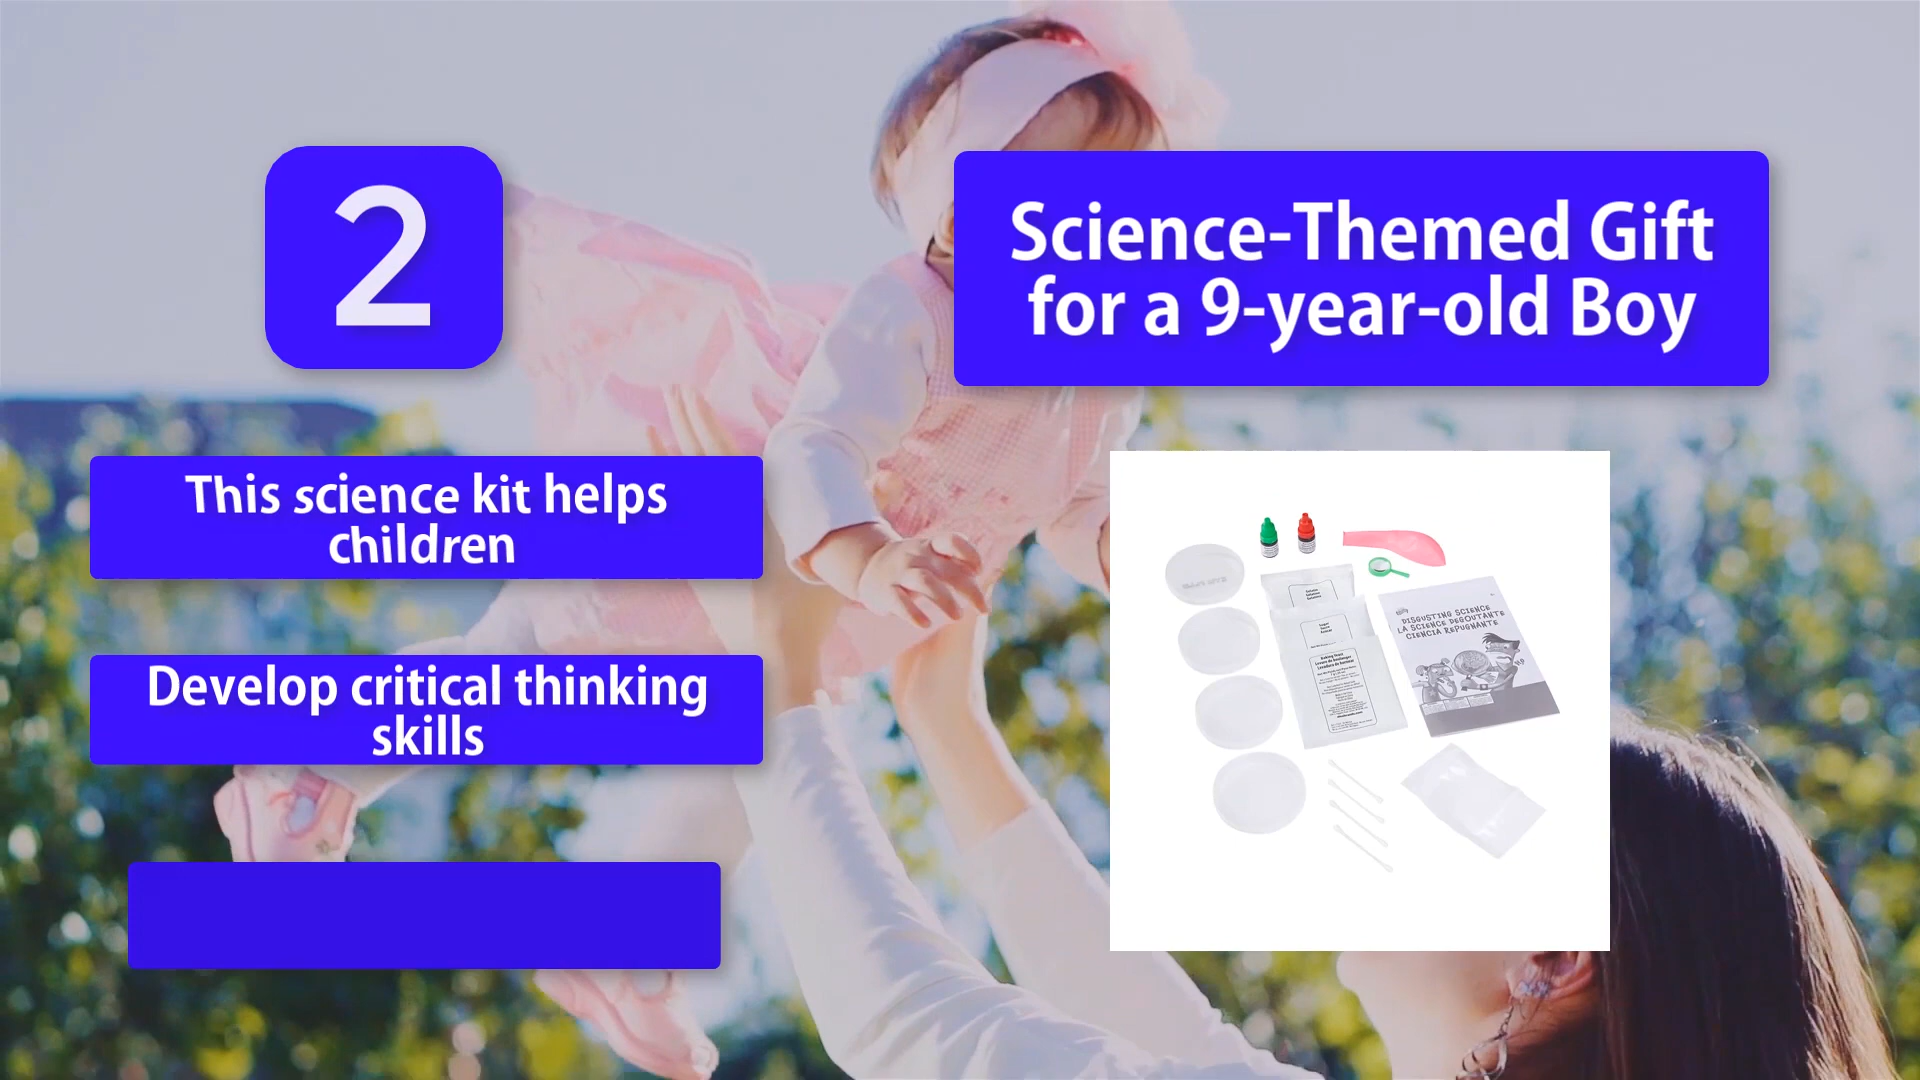 2
Science-Themed Gift
for a 9-year-old Boy
This science kit helps
children
Develop critical thinking
skills
DISGUSTING SCIENCE
LA SCIENCE DÉGOÛTANTE
CIENCIA REPUGNANTE